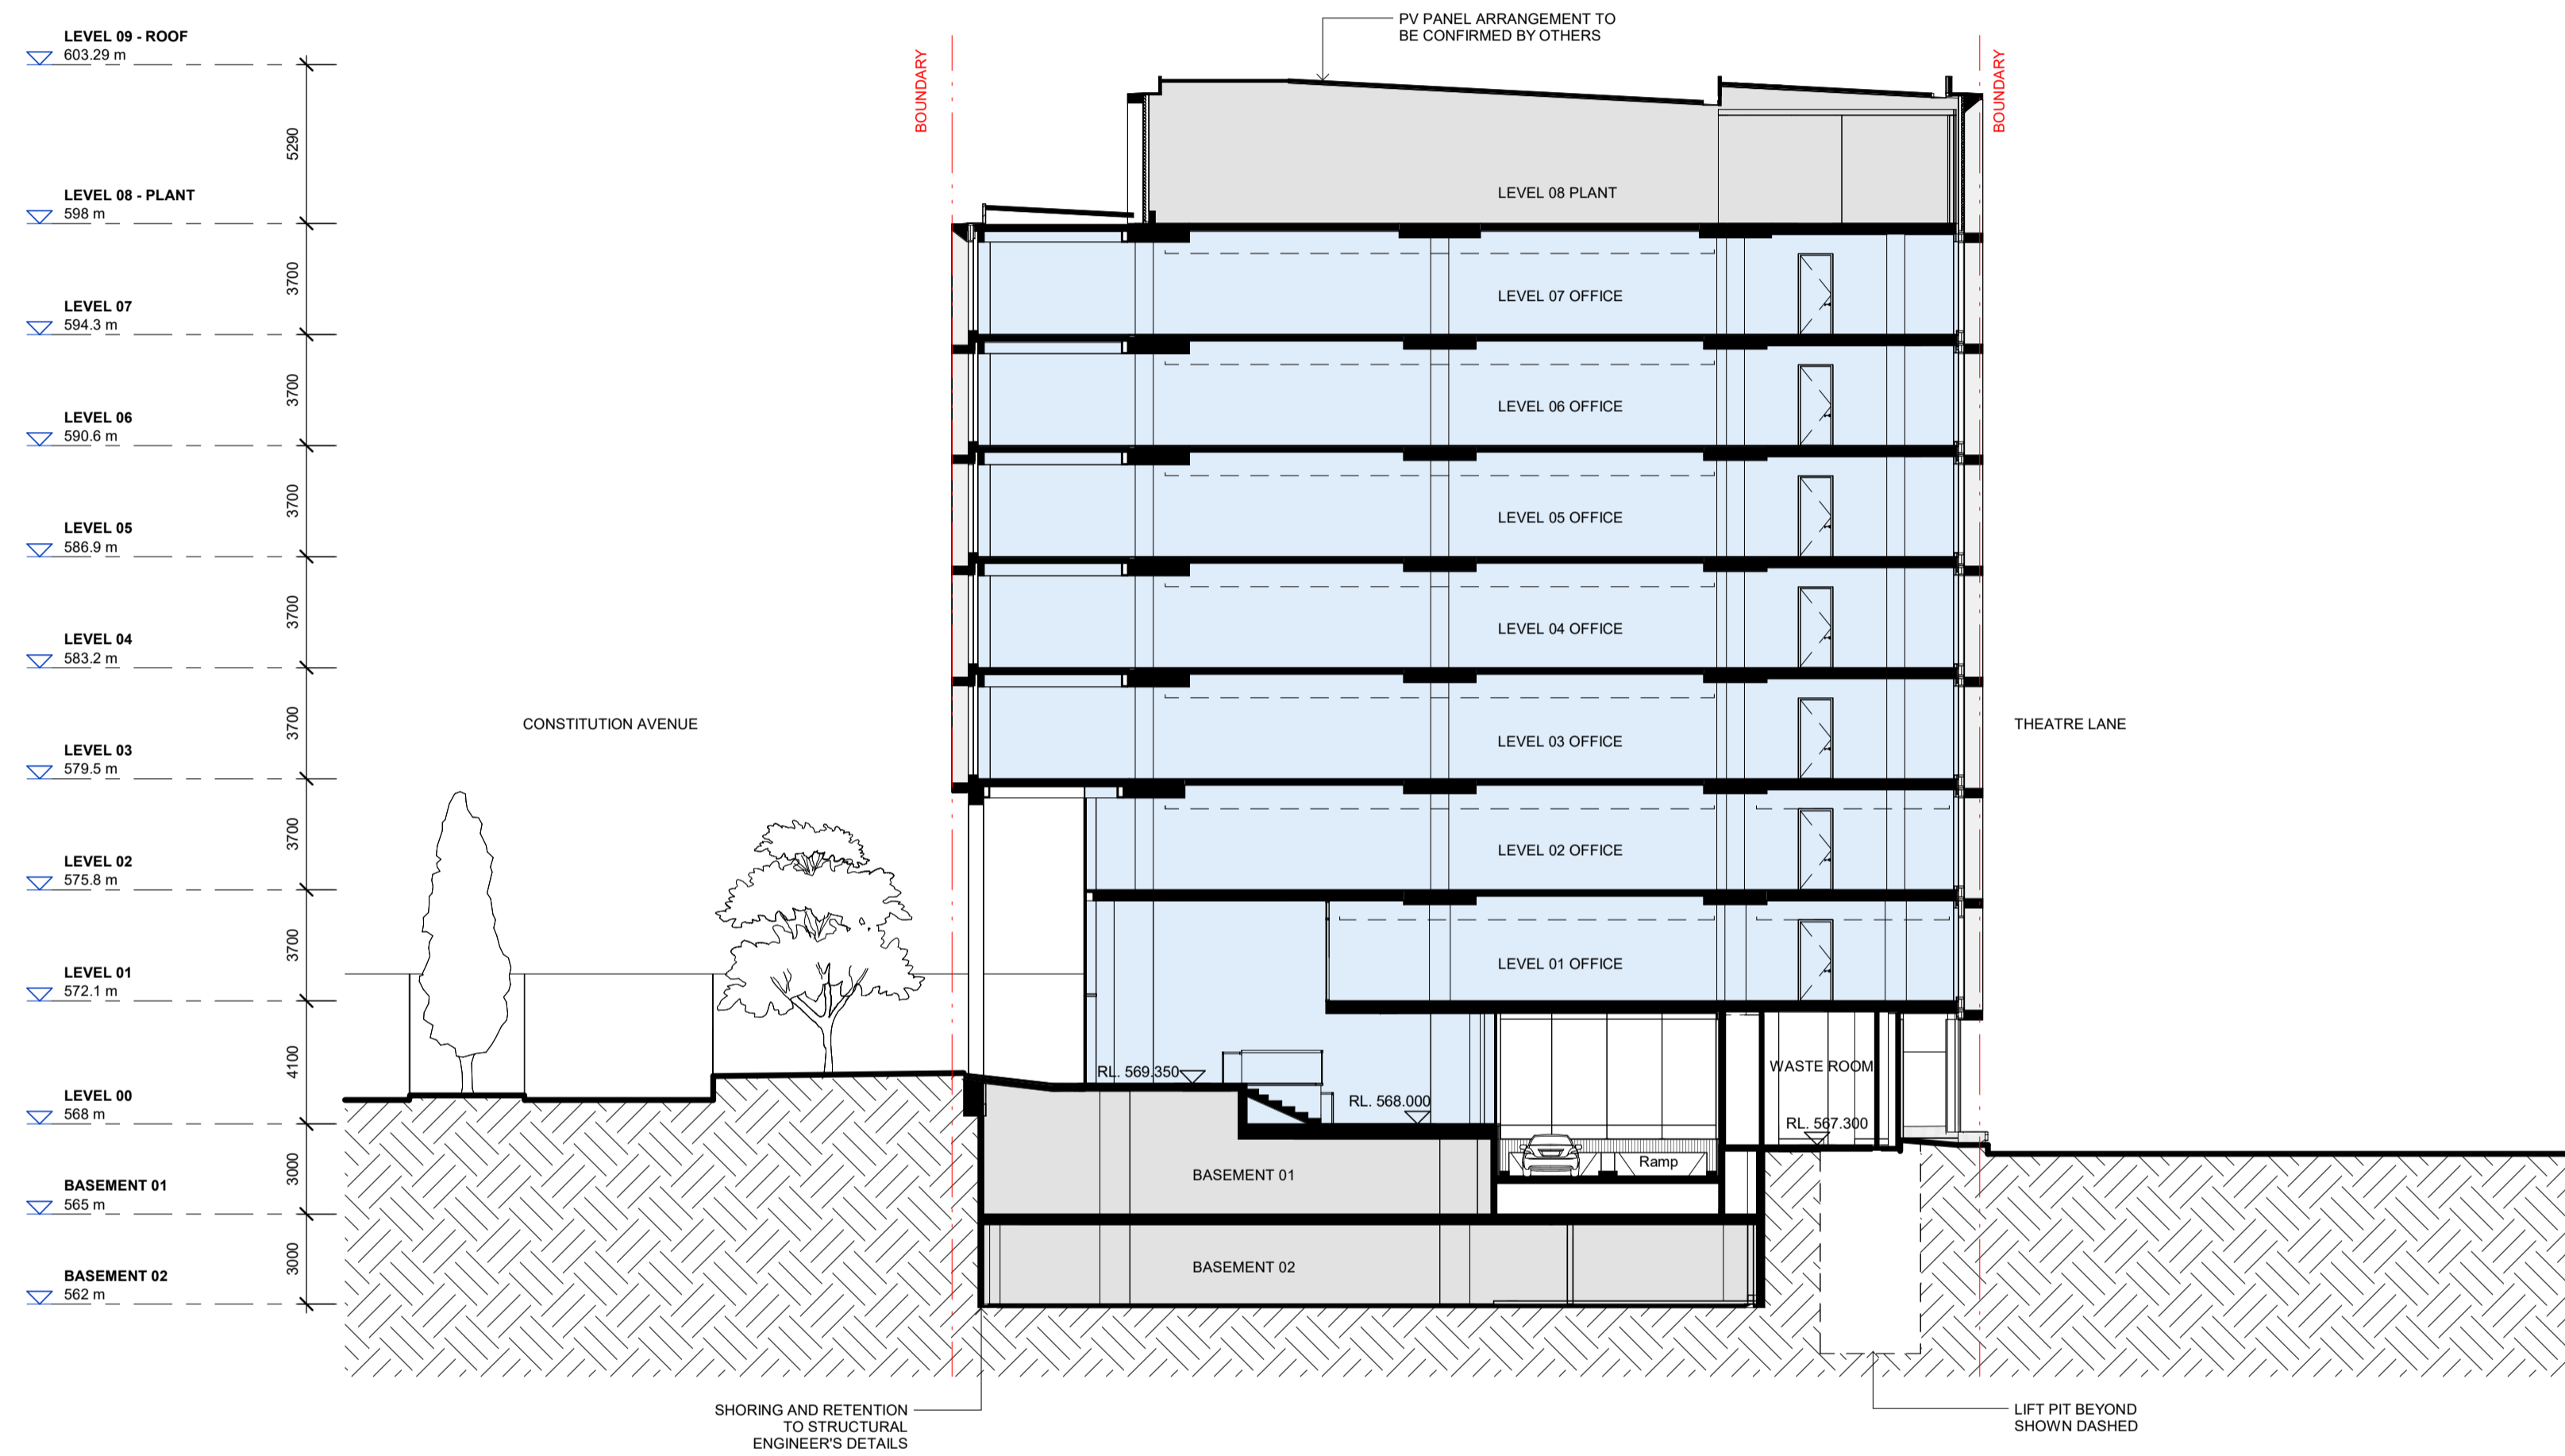 PV PANEL ARRANGEMENT TO
BE CONFIRMED BY OTHERS
LEVEL 09 - ROOF
603.29 m
BOUNDARY
BOUNDARY
5290
LEVEL 08 - PLANT
598 m
LEVEL 08 PLANT
3700
LEVEL 07 OFFICE
LEVEL 07
594.3 m
3700
LEVEL 06 OFFICE
LEVEL 06
590.6 m
3700
LEVEL 05 OFFICE
LEVEL 05
586.9 m
3700
LEVEL 04 OFFICE
LEVEL 04
583.2 m
3700
CONSTITUTION AVENUE
THEATRE LANE
LEVEL 03 OFFICE
LEVEL 03
579.5 m
3700
LEVEL 02 OFFICE
LEVEL 02
575.8 m
3700
LEVEL 01 OFFICE
LEVEL 01
572.1 m
4100
RL. 569.350
WASTE ROOM
LEVEL 00
568 m
RL. 568.000
RL. 567.300
3000
Ramp
BASEMENT 01
BASEMENT 01
565 m
3000
BASEMENT 02
BASEMENT 02
562 m
SHORING AND RETENTION
TO STRUCTURAL
ENGINEER'S DETAILS
LIFT PIT BEYOND
SHOWN DASHED